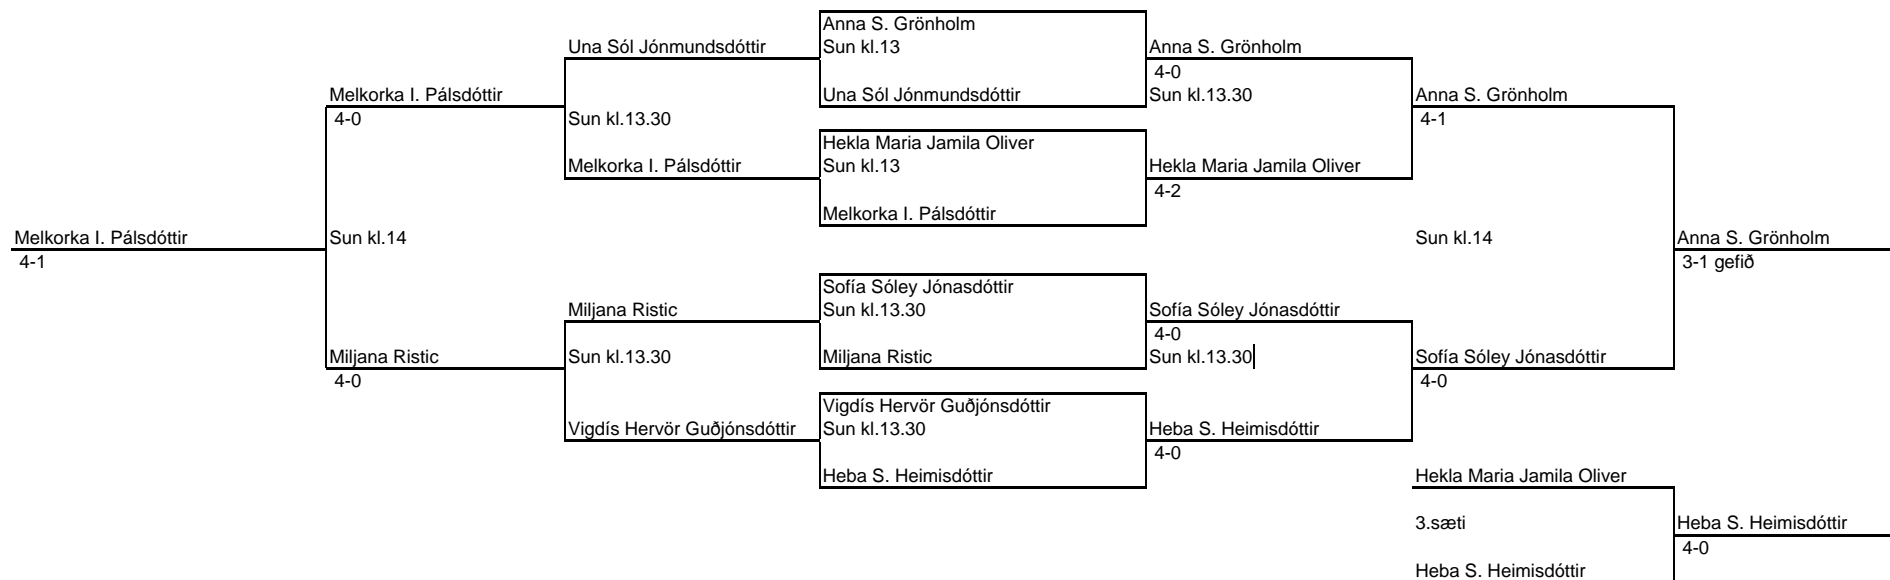 Anna S. Grönholm
Una Sól Jónmundsdóttir
Sun kl.13
Anna S. Grönholm
4-0
Melkorka I. Pálsdóttir
Una Sól Jónmundsdóttir
Sun kl.13.30
Anna S. Grönholm
4-0
Sun kl.13.30
4-1
Hekla Maria Jamila Oliver
Melkorka I. Pálsdóttir
Sun kl.13
Hekla Maria Jamila Oliver
4-2
Melkorka I. Pálsdóttir
Melkorka I. Pálsdóttir
Sun kl.14
Sun kl.14
Anna S. Grönholm
4-1
3-1 gefið
Sofía Sóley Jónasdóttir
Miljana Ristic
Sun kl.13.30
Sofía Sóley Jónasdóttir
4-0
Miljana Ristic
Sun kl.13.30
Miljana Ristic
Sun kl.13.30
Sofía Sóley Jónasdóttir
4-0
4-0
Vigdís Hervör Guðjónsdóttir
Vigdís Hervör Guðjónsdóttir
Sun kl.13.30
Heba S. Heimisdóttir
4-0
Heba S. Heimisdóttir
Hekla Maria Jamila Oliver
3.sæti
Heba S. Heimisdóttir
4-0
Heba S. Heimisdóttir